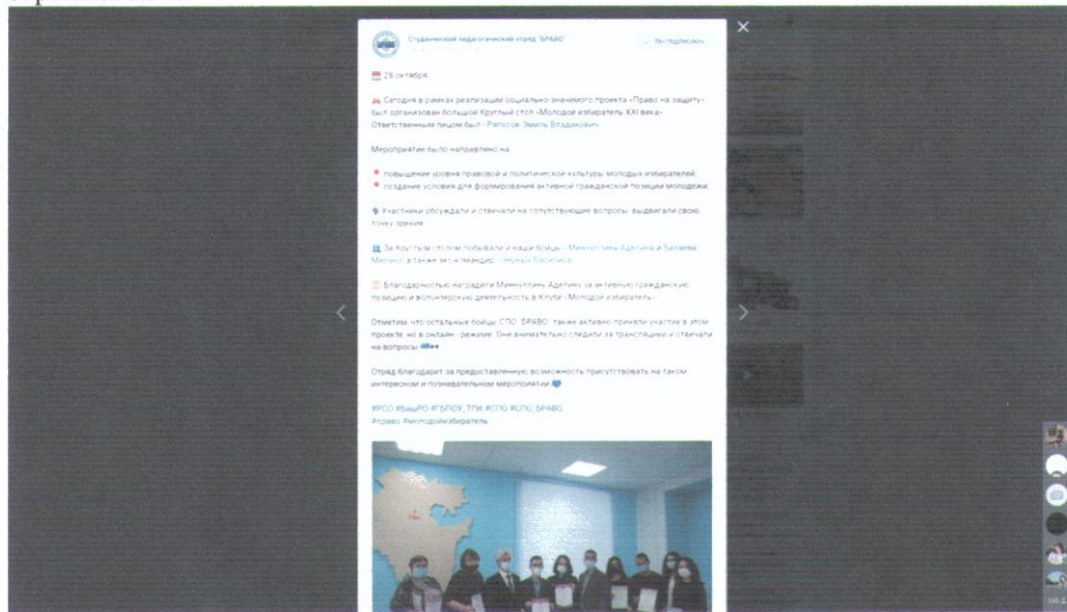 Студенческий педагогический отряд "БРАВО"
Вы подписаны
28 октября
Сегодня в рамках реализации социально значимого проекта «Право на защиту»
был организован большой Круглый стол «Молодой избиратель XXI века».
Ответственным лицом был - Эмиль Владикович
Мероприятие было направлено на
повышение уровня правовой и политической культуры молодых избирателей,
создание условия для формирования активной гражданской позиции молодежи.
Участники обсуждали и отвечали на сопутствующие вопросы, выдвигали свою
точку зрения
За Круглым столом побывали и наши бойцы - Миннуллина Аделина и
Милана, а также экс-командир - Черных Василиса
Благодарностью наградили Миннуллину Аделину за активную гражданскую
позицию и волонтерскую деятельность в Клубе «Молодой избиратель»
Отметим, что остальные бойцы СПО "БРАВО" также активно приняли участие в этом
проекте, но в онлайн - режиме. Они внимательно следили за трансляцией и отвечали
на вопросы
Отряд благодарит за предоставленную возможность присутствовать на таком
интересном и познавательном мероприятии
#РСО #БашРО #ГБПОУ_ТПК #СПО #СПО_БРАВО
#право #молодойизбиратель